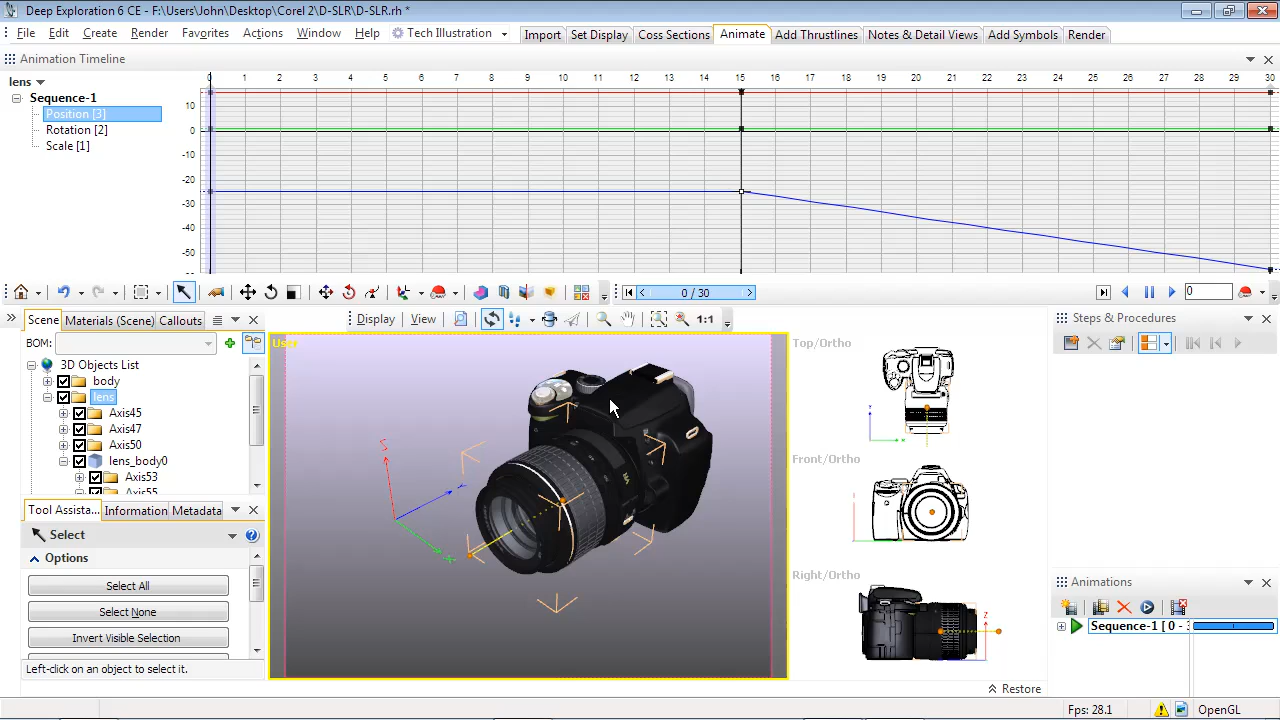 Deep Exploration 6 CE - F:\Users\John\Desktop\Corel 2\D-SLR\D-SLR.rh *
File Edit Create Render Favorites Actions Window Help Tech Illustration Import Set Display Coss Sections Animate Add Thrustlines Notes & Detail Views Add Symbols Render
Animation Timeline
lens 0 1 2 3 4 5 6 7 8 9 10 11 12 13 14 15 16 17 18 19 20 21 22 23 24 25 26 27 28 29 30
Sequence-1
Position [3]
Rotation [2]
Scale [1]
10
0
-10
-20
-30
-40
-50
0 / 30 0
Scene Materials (Scene) Callouts Display View 1:1 Steps & Procedures
BOM:
User Top/Ortho
3D Objects List
body
lens
Axis45
Axis47
Axis50
lens_body0
Axis53
Axis55
Front/Ortho
Tool Assista... Information Metadata
Select
Options
Select All
Select None
Invert Visible Selection
Left-click on an object to select it.
Right/Ortho
Z
Animations
Sequence-1 [ 0 - 3
Restore
Fps: 28.1 OpenGL